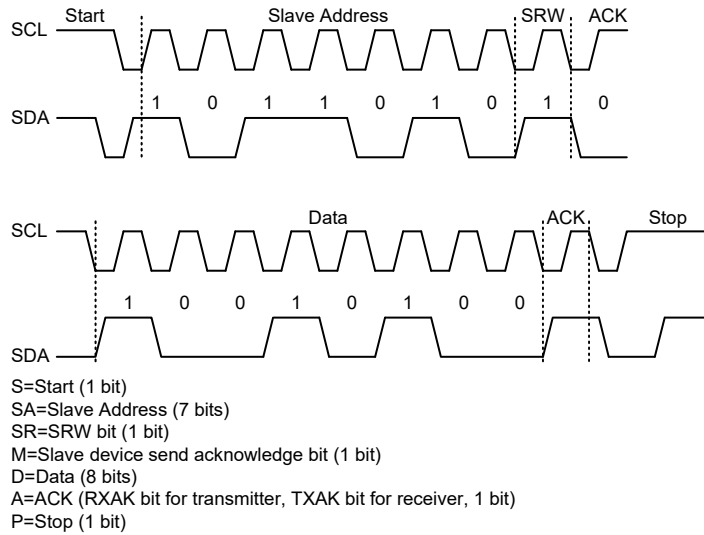 Start Slave Address SRW ACK
SCL
1 0 1 1 0 1 0 1 0
SDA
Data ACK Stop
SCL
1 0 0 1 0 1 0 0
SDA
S=Start (1 bit)
SA=Slave Address (7 bits)
SR=SRW bit (1 bit)
M=Slave device send acknowledge bit (1 bit)
D=Data (8 bits)
A=ACK (RXAK bit for transmitter, TXAK bit for receiver, 1 bit)
P=Stop (1 bit)